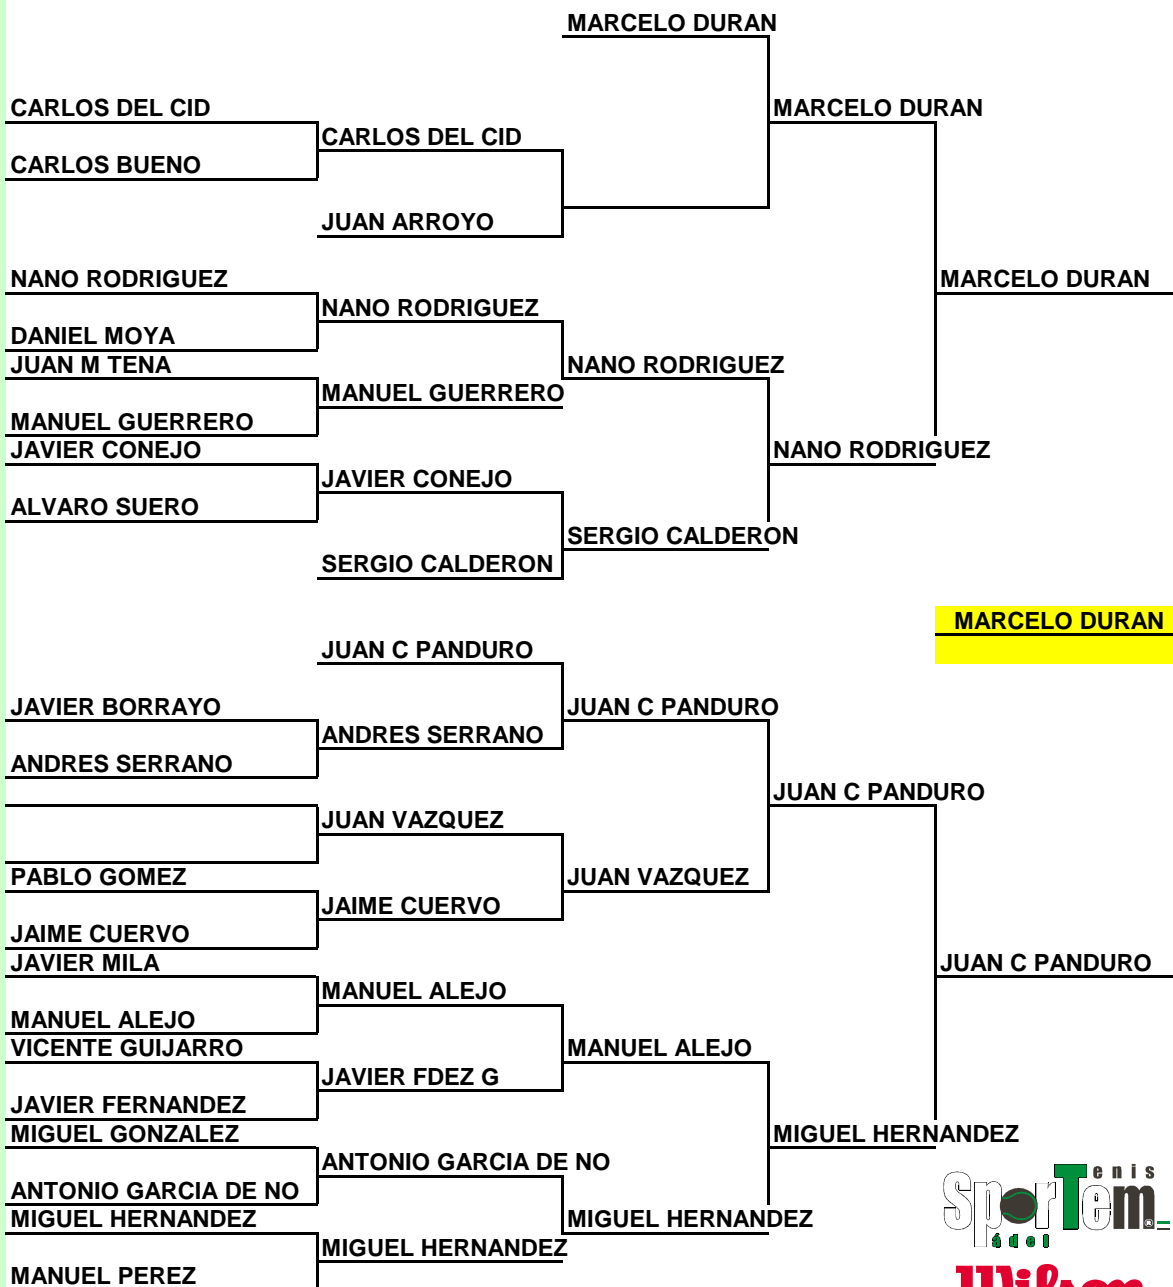 MARCELO DURAN
CARLOS DEL CID
MARCELO DURAN
CARLOS DEL CID
CARLOS BUENO
JUAN ARROYO
NANO RODRIGUEZ
MARCELO DURAN
NANO RODRIGUEZ
DANIEL MOYA
JUAN M TENA
NANO RODRIGUEZ
MANUEL GUERRERO
MANUEL GUERRERO
JAVIER CONEJO
NANO RODRIGUEZ
JAVIER CONEJO
ALVARO SUERO
SERGIO CALDERON
SERGIO CALDERON
MARCELO DURAN
JUAN C PANDURO
JAVIER BORRAYO
JUAN C PANDURO
ANDRES SERRANO
ANDRES SERRANO
JUAN C PANDURO
JUAN VAZQUEZ
PABLO GOMEZ
JUAN VAZQUEZ
JAIME CUERVO
JAIME CUERVO
JAVIER MILA
JUAN C PANDURO
MANUEL ALEJO
MANUEL ALEJO
VICENTE GUIJARRO
MANUEL ALEJO
JAVIER FDEZ G
JAVIER FERNANDEZ
MIGUEL GONZALEZ
MIGUEL HERNANDEZ
ANTONIO GARCIA DE NO
ANTONIO GARCIA DE NO
MIGUEL HERNANDEZ
MIGUEL HERNANDEZ
MIGUEL HERNANDEZ
MANUEL PEREZ
SporTem
enis
ádel
Wilson